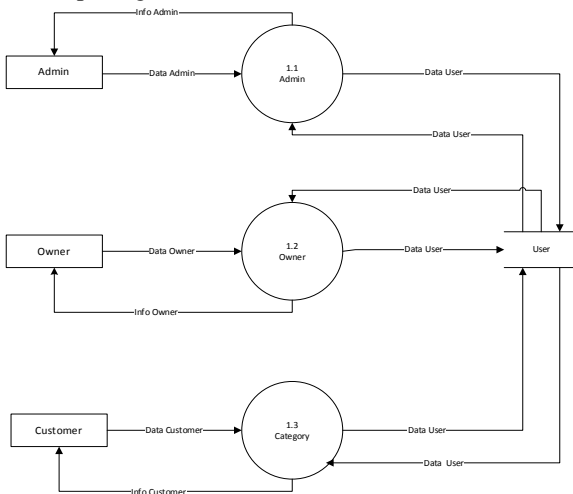 Info Admin
Admin
Data Admin
1.1
Admin
Data User
Data User
Data User
Owner
Data Owner
1.2
Owner
Data User
User
Info Owner
Customer
Data Customer
1.3
Category
Data User
Data User
Info Customer